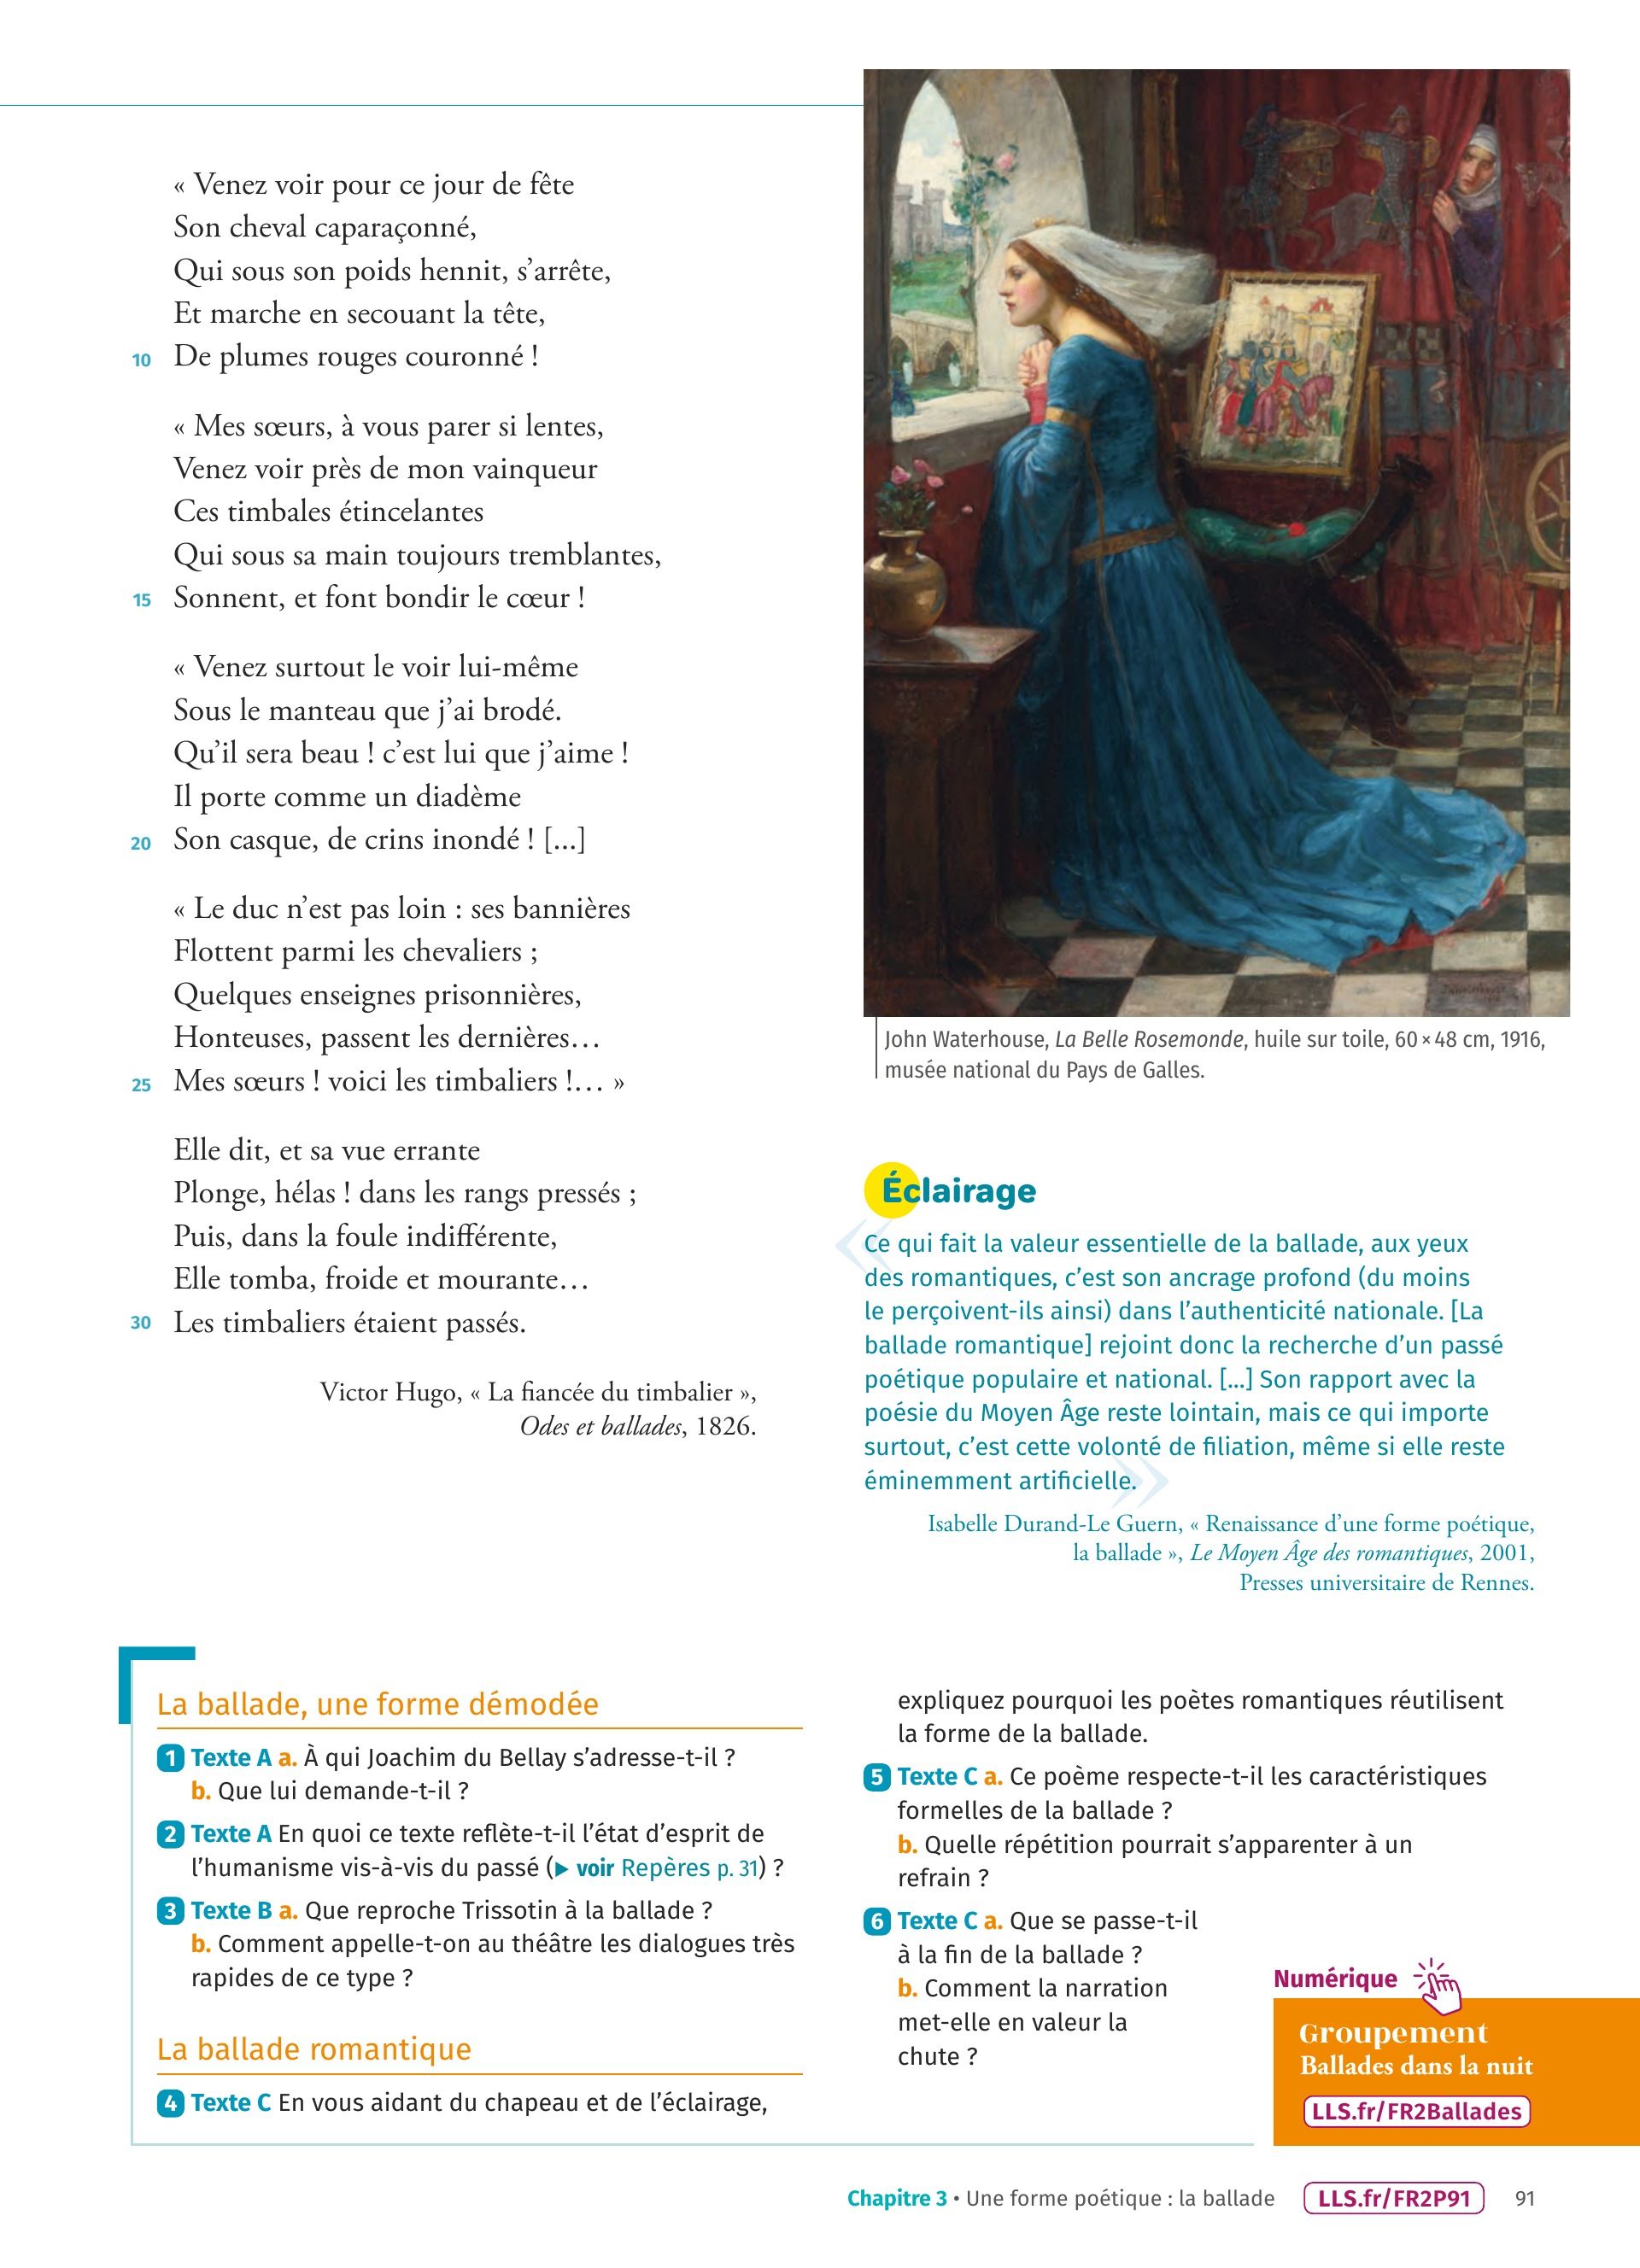 « Venez voir pour ce jour de fête
Son cheval caparaçonné,
Qui sous son poids hennit, s'arrête,
Et marche en secouant la tête,
10 De plumes rouges couronné !
« Mes sœurs, à vous parer si lentes,
Venez voir près de mon vainqueur
Ces timbales étincelantes
Qui sous sa main toujours tremblantes,
15 Sonnent, et font bondir le cœur !
« Venez surtout le voir lui-même
Sous le manteau que j'ai brodé.
Qu'il sera beau ! c'est lui que j'aime !
Il porte comme un diadème
20 Son casque, de crins inondé ! [...]
« Le duc n'est pas loin : ses bannières
Flottent parmi les chevaliers ;
Quelques enseignes prisonnières,
Honteuses, passent les dernières…
25 Mes sœurs ! voici les timbaliers !… »
Elle dit, et sa vue errante
Plonge, hélas ! dans les rangs pressés ;
Puis, dans la foule indifférente,
Elle tomba, froide et mourante…
30 Les timbaliers étaient passés.
Victor Hugo, « La fiancée du timbalier »,
Odes et ballades, 1826.
John Waterhouse, La Belle Rosemonde, huile sur toile, 60 × 48 cm, 1916,
musée national du Pays de Galles.
Éclairage
« Ce qui fait la valeur essentielle de la ballade, aux yeux
des romantiques, c'est son ancrage profond (du moins
le perçoivent-ils ainsi) dans l'authenticité nationale. [La
ballade romantique] rejoint donc la recherche d'un passé
poétique populaire et national. [...] Son rapport avec la
poésie du Moyen Âge reste lointain, mais ce qui importe
surtout, c'est cette volonté de filiation, même si elle reste
éminemment artificielle. »
Isabelle Durand-Le Guern, « Renaissance d'une forme poétique,
la ballade », Le Moyen Âge des romantiques, 2001,
Presses universitaire de Rennes.
La ballade, une forme démodée
1 Texte A a. À qui Joachim du Bellay s'adresse-t-il ?
b. Que lui demande-t-il ?
2 Texte A En quoi ce texte reflète-t-il l'état d'esprit de
l'humanisme vis-à-vis du passé (▶ voir Repères p. 31) ?
3 Texte B a. Que reproche Trissotin à la ballade ?
b. Comment appelle-t-on au théâtre les dialogues très
rapides de ce type ?
La ballade romantique
4 Texte C En vous aidant du chapeau et de l'éclairage,
expliquez pourquoi les poètes romantiques réutilisent
la forme de la ballade.
5 Texte C a. Ce poème respecte-t-il les caractéristiques
formelles de la ballade ?
b. Quelle répétition pourrait s'apparenter à un
refrain ?
6 Texte C a. Que se passe-t-il
à la fin de la ballade ?
b. Comment la narration
met-elle en valeur la
chute ?
Numérique
Groupement
Ballades dans la nuit
LLS.fr/FR2Ballades
Chapitre 3 • Une forme poétique : la ballade LLS.fr/FR2P91 91